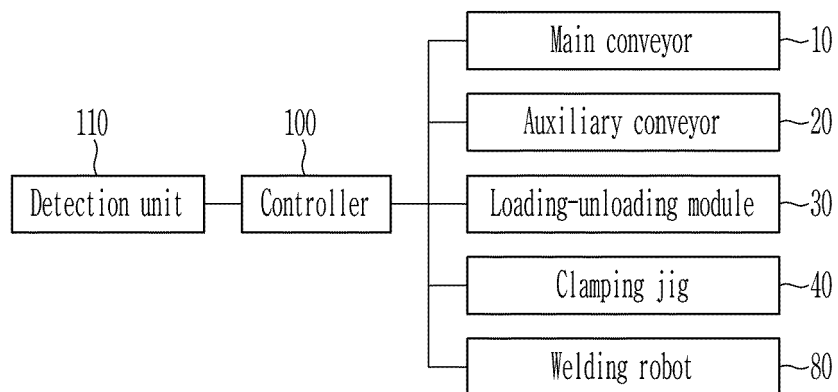 Main conveyor 10
110 100 Auxiliary conveyor 20
Detection unit Controller Loading-unloading module 30
Clamping jig 40
Welding robot 80